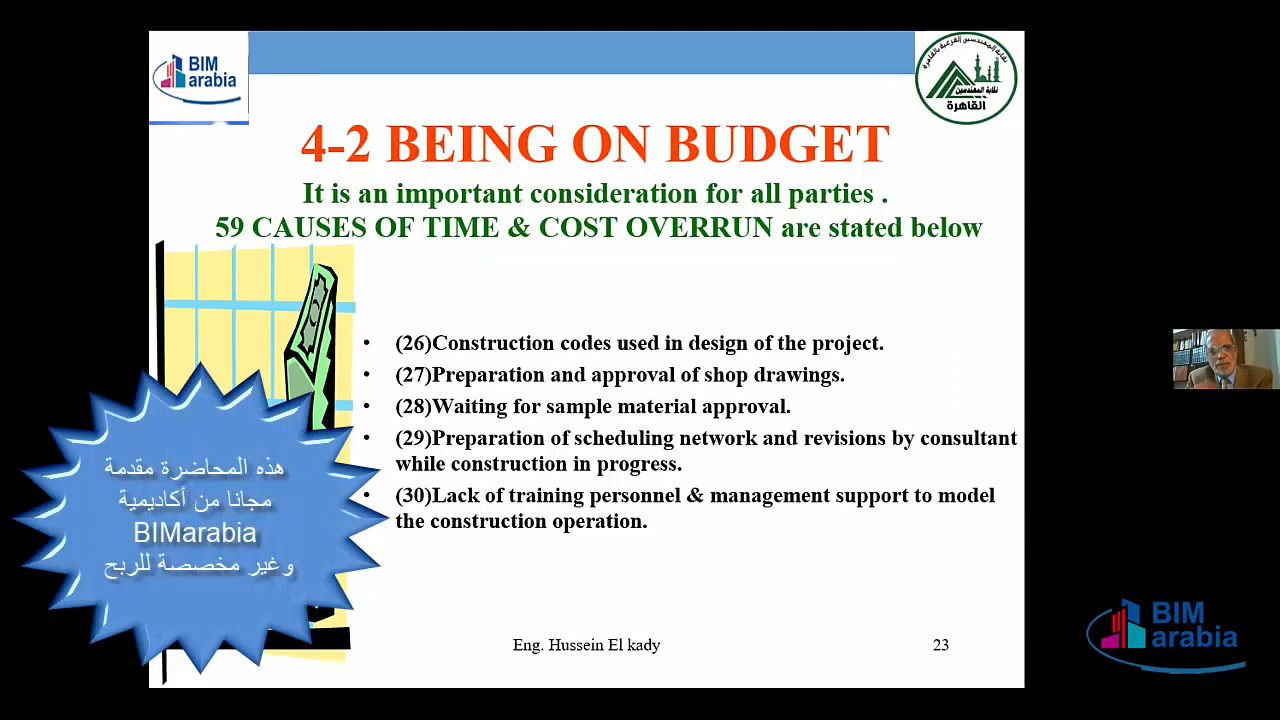 BIM
arabia
نقابة المهندسين الفرعية بالقاهرة
نقابة المهندسين
القاهرة
4-2 BEING ON BUDGET
It is an important consideration for all parties .
59 CAUSES OF TIME & COST OVERRUN are stated below
• (26)Construction codes used in design of the project.
• (27)Preparation and approval of shop drawings.
• (28)Waiting for sample material approval.
• (29)Preparation of scheduling network and revisions by consultant
while construction in progress.
• (30)Lack of training personnel & management support to model
the construction operation.
هذه المحاضرة مقدمة
مجانا من أكاديمية
BIMarabia
وغير مخصصة للربح
Eng. Hussein El kady
23
BIM
arabia